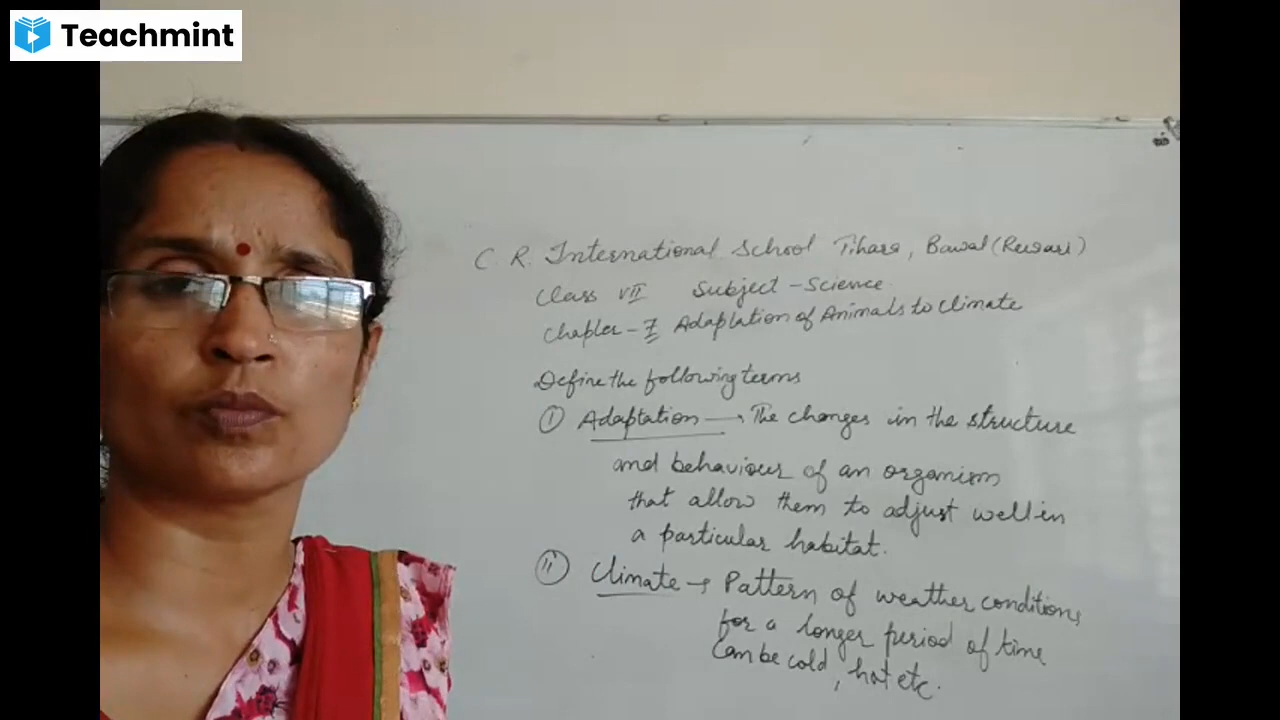 Teachmint
C. R. International School Tihara, Bawal (Rewari)
Class VII Subject - Science
Chapter - 7 Adaptation of Animals to Climate
Define the following terms
(i) Adaptation → The changes in the structure
and behaviour of an organism
that allow them to adjust well in
a particular habitat.
(ii) Climate → Pattern of weather conditions
for a longer period of time
Can be cold, hot etc.